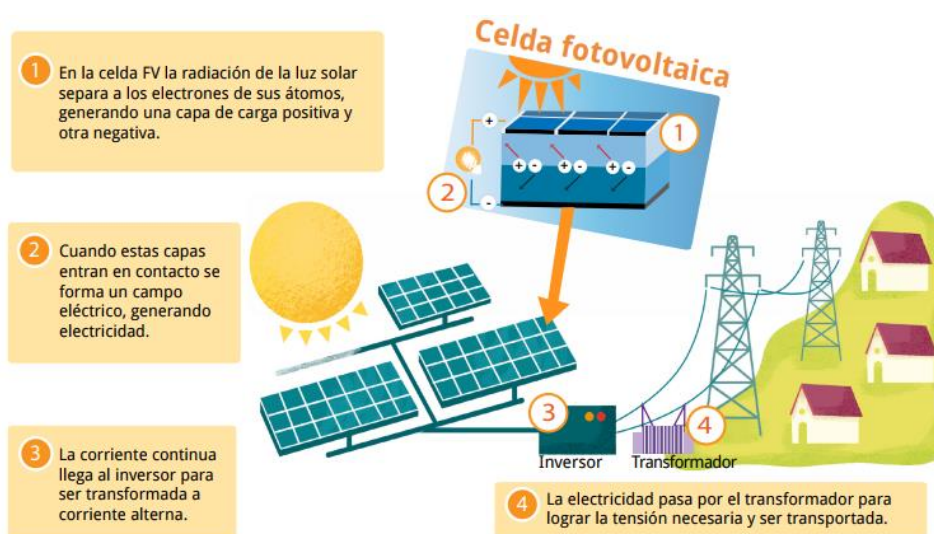 Celda fotovoltaica
1
En la celda FV la radiación de la luz solar
separa a los electrones de sus átomos,
generando una capa de carga positiva y
otra negativa.
+
1
+ - + - + -
2
-
2
Cuando estas capas
entran en contacto se
forma un campo
eléctrico, generando
electricidad.
3
4
Inversor
Transformador
3
La corriente continua
llega al inversor para
ser transformada a
corriente alterna.
4
La electricidad pasa por el transformador para
lograr la tensión necesaria y ser transportada.